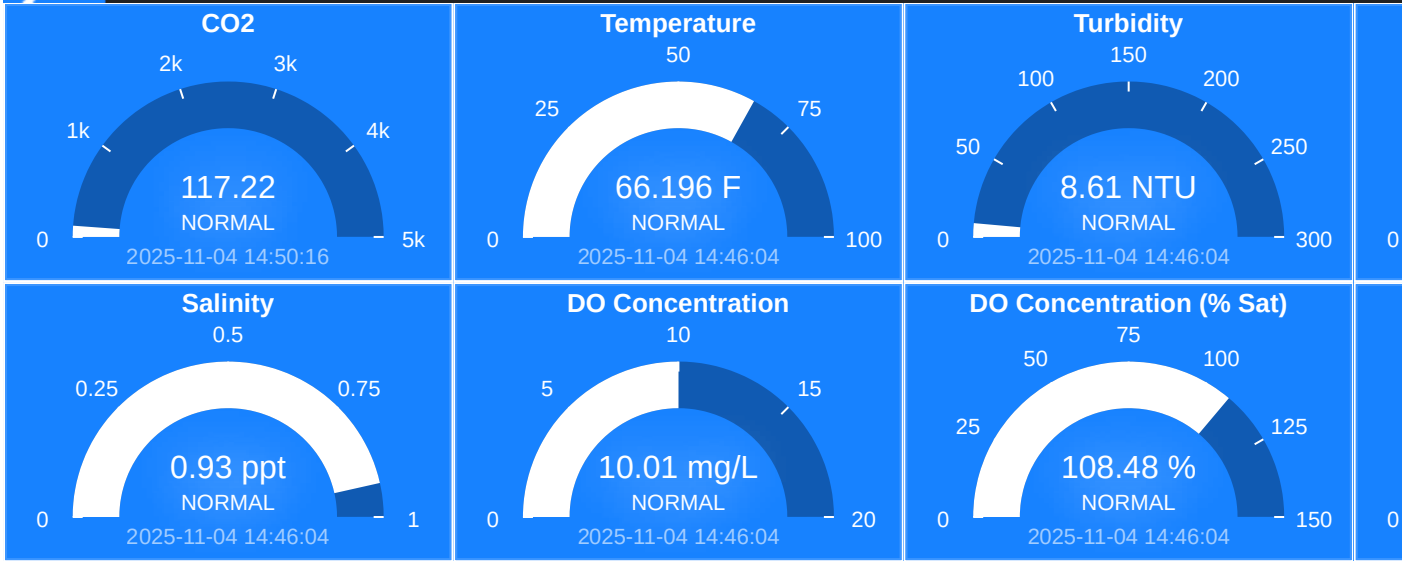 CO2
0
1k
2k
3k
4k
5k
117.22
NORMAL
2025-11-04 14:50:16
Temperature
0
25
50
75
100
66.196 F
NORMAL
2025-11-04 14:46:04
Turbidity
0
50
100
150
200
250
300
8.61 NTU
NORMAL
2025-11-04 14:46:04
0
Salinity
0
0.25
0.5
0.75
1
0.93 ppt
NORMAL
2025-11-04 14:46:04
DO Concentration
0
5
10
15
20
10.01 mg/L
NORMAL
2025-11-04 14:46:04
DO Concentration (% Sat)
0
25
50
75
100
125
150
108.48 %
NORMAL
2025-11-04 14:46:04
0